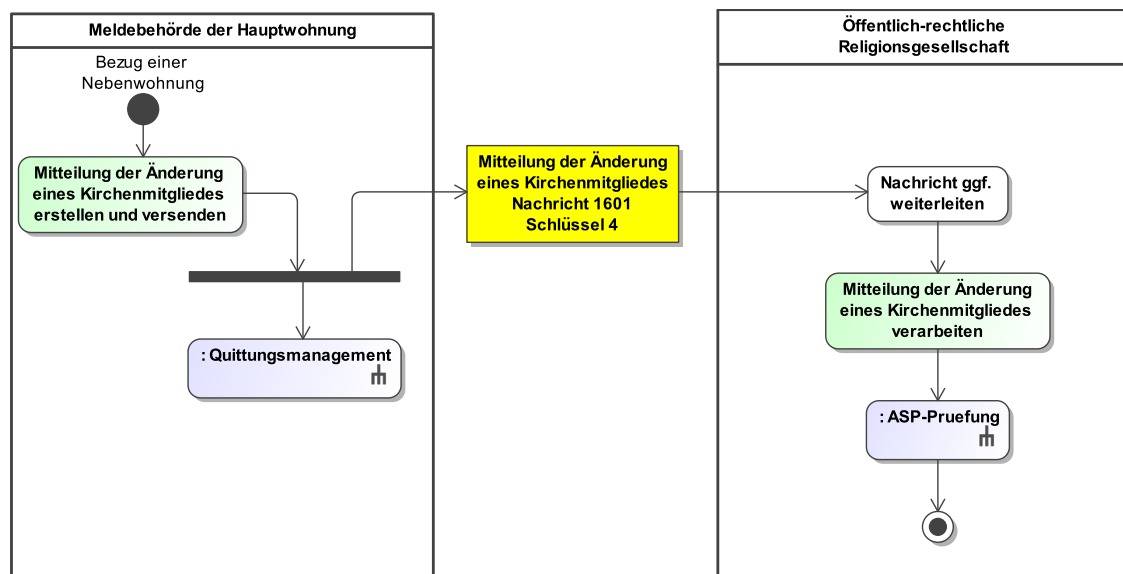 Meldebehörde der Hauptwohnung
Bezug einer
Nebenwohnung
Mitteilung der Änderung
eines Kirchenmitgliedes
erstellen und versenden
: Quittungsmanagement
Mitteilung der Änderung
eines Kirchenmitgliedes
Nachricht 1601
Schlüssel 4
Öffentlich-rechtliche
Religionsgesellschaft
Nachricht ggf.
weiterleiten
Mitteilung der Änderung
eines Kirchenmitgliedes
verarbeiten
: ASP-Pruefung